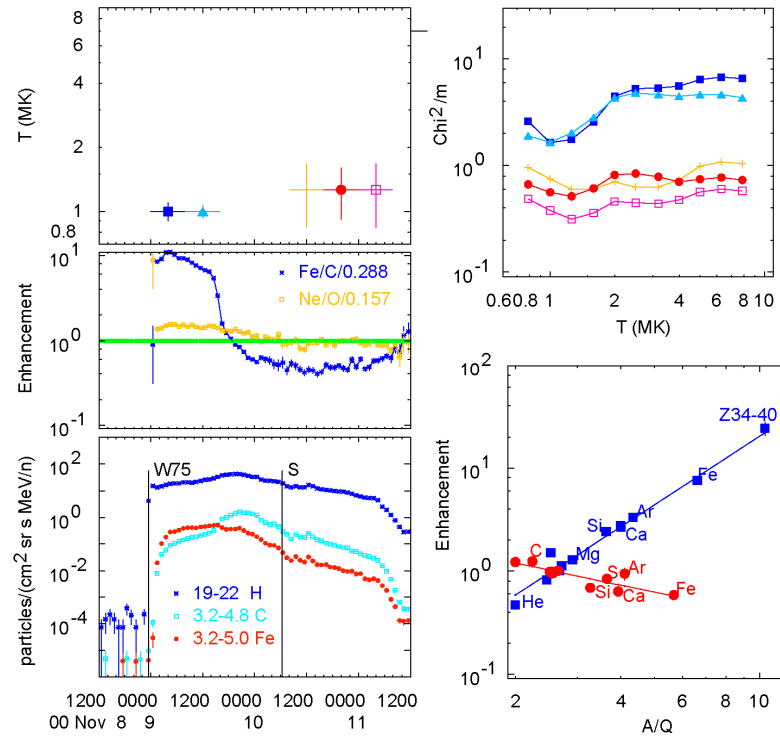 8
6
4
2
1
0.8
T (MK)
10^1
10^0
10^-1
Chi^2/m
0.6 0.8 1 2 4 6 8 10
T (MK)
10^1
10^0
10^-1
Enhancement
Fe/C/0.288
Ne/O/0.157
10^2
10^0
10^-2
10^-4
particles/(cm^2 sr s MeV/n)
W75
S
19-22 H
3.2-4.8 C
3.2-5.0 Fe
1200 0000 1200 0000 1200 0000 1200
00 Nov 8 9 10 11
10^2
10^1
10^0
10^-1
Enhancement
Z34-40
Fe
Ar
Si
Ca
Mg
C
S
Ar
Fe
Si
Ca
He
2 4 6 8 10
A/Q